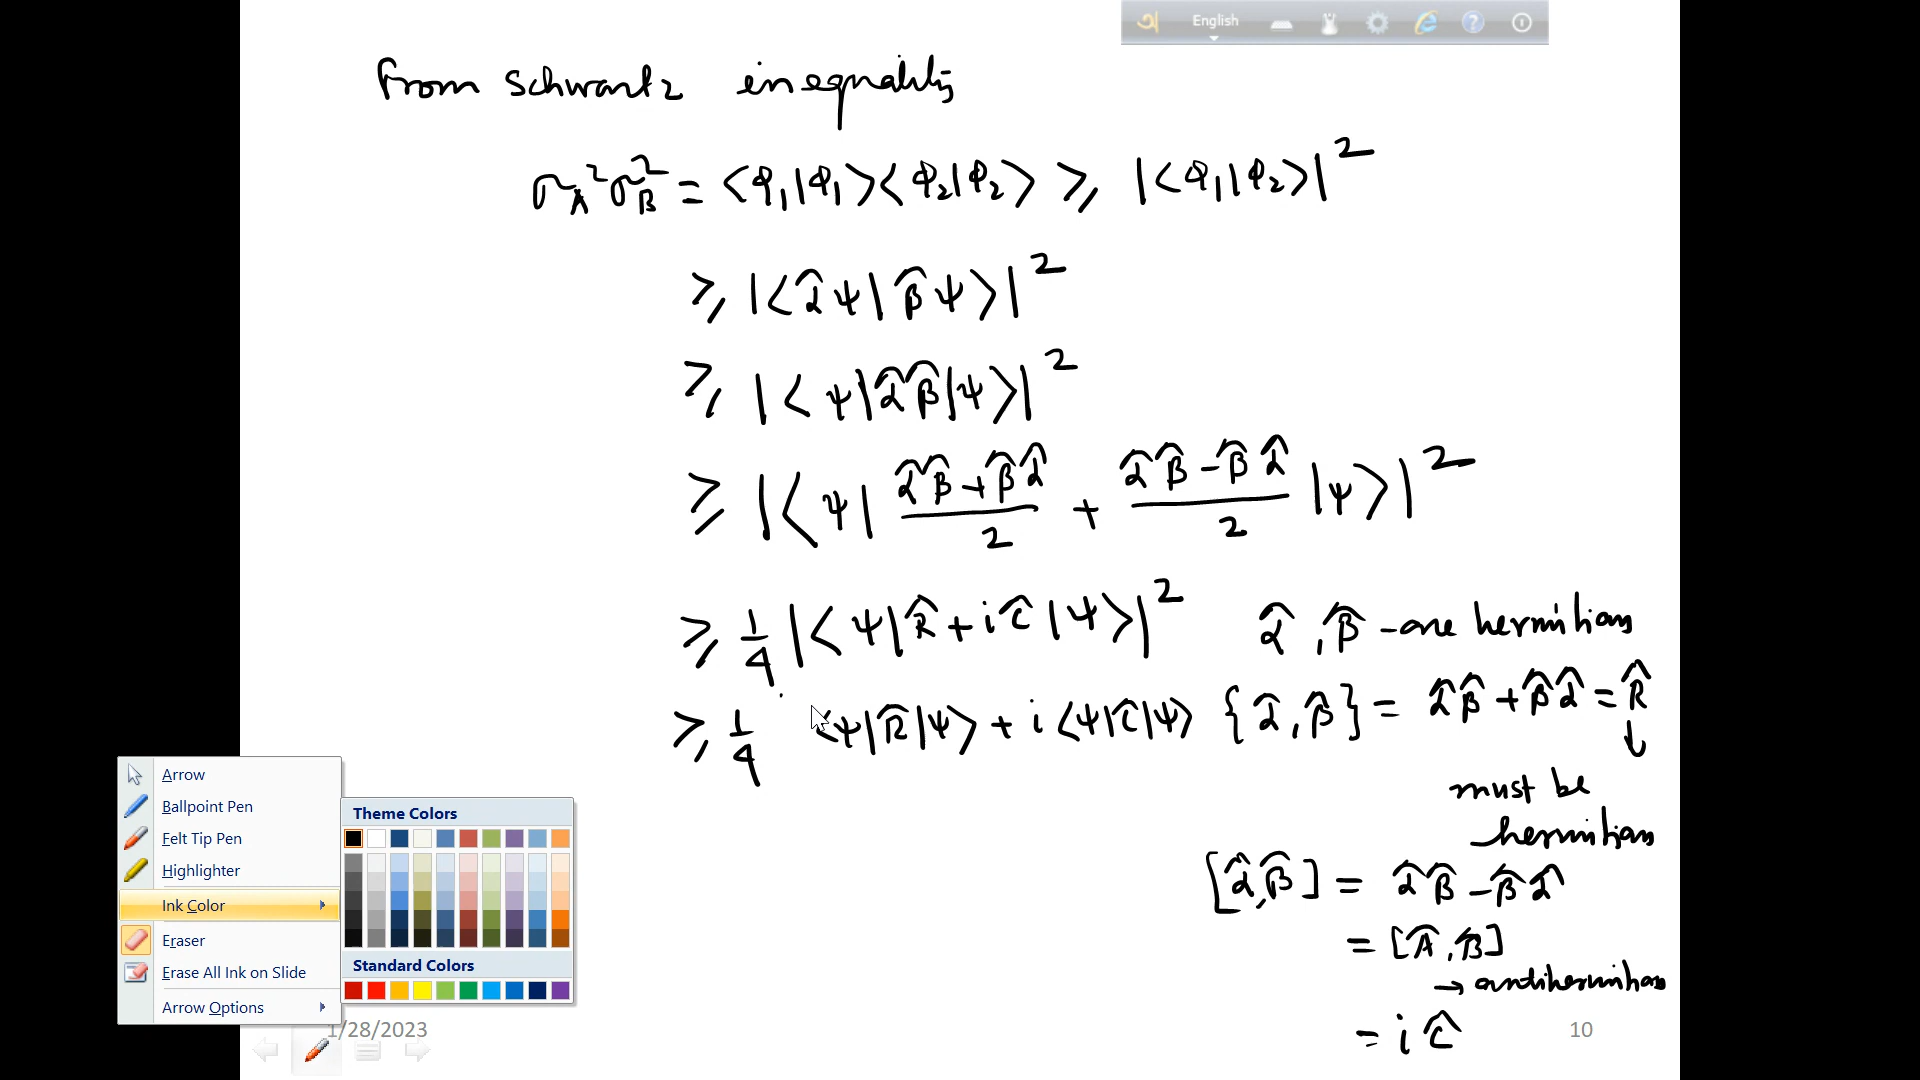 English
From Schwartz inequality
σ_A² σ_B² = <φ₁|φ₁><φ₂|φ₂> ⩾ |<φ₁|φ₂>|²
⩾ |<α̂ψ|β̂ψ>|²
⩾ |<ψ|α̂β̂|ψ>|²
⩾ |<ψ| (α̂β̂+β̂α̂)/2 + (α̂β̂-β̂α̂)/2 |ψ>|²
⩾ 1/4 |<ψ|R̂+iĈ|ψ>|²
α̂, β̂ - are hermitian
⩾ 1/4 <ψ|R̂|ψ> + i<ψ|Ĉ|ψ>
{α̂, β̂} = α̂β̂ + β̂α̂ = R̂
↓
must be
hermitian
[α̂, β̂] = α̂β̂ - β̂α̂
= [Â, B̂]
→ antihermitian
= iĈ
Arrow
Ballpoint Pen
Felt Tip Pen
Highlighter
Ink Color
Eraser
Erase All Ink on Slide
Arrow Options
Theme Colors
Standard Colors
1/28/2023
10